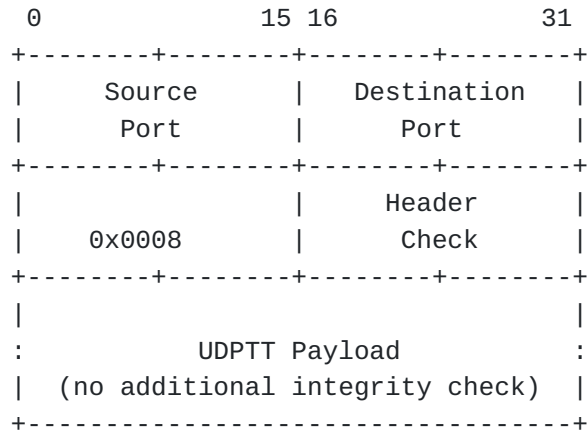 0 15 16 31
+--------+--------+--------+--------+
| Source | Destination |
| Port | Port |
+--------+--------+--------+--------+
| | Header |
| 0x0008 | Check |
+--------+--------+--------+--------+
| |
: UDPTT Payload :
| (no additional integrity check) |
+-----------------------------------+